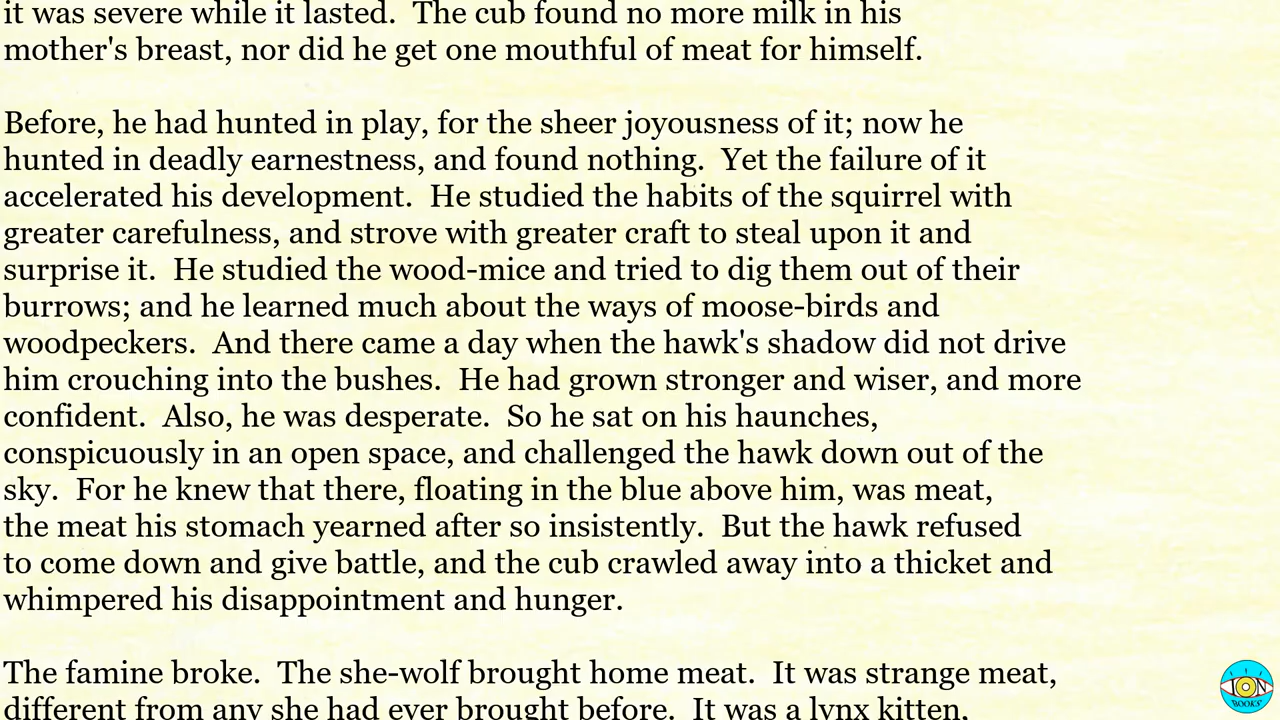 it was severe while it lasted.  The cub found no more milk in his
mother's breast, nor did he get one mouthful of meat for himself.
Before, he had hunted in play, for the sheer joyousness of it; now he
hunted in deadly earnestness, and found nothing.  Yet the failure of it
accelerated his development.  He studied the habits of the squirrel with
greater carefulness, and strove with greater craft to steal upon it and
surprise it.  He studied the wood-mice and tried to dig them out of their
burrows; and he learned much about the ways of moose-birds and
woodpeckers.  And there came a day when the hawk's shadow did not drive
him crouching into the bushes.  He had grown stronger and wiser, and more
confident.  Also, he was desperate.  So he sat on his haunches,
conspicuously in an open space, and challenged the hawk down out of the
sky.  For he knew that there, floating in the blue above him, was meat,
the meat his stomach yearned after so insistently.  But the hawk refused
to come down and give battle, and the cub crawled away into a thicket and
whimpered his disappointment and hunger.
The famine broke.  The she-wolf brought home meat.  It was strange meat,
different from any she had ever brought before.  It was a lynx kitten,
ION
BOOKS